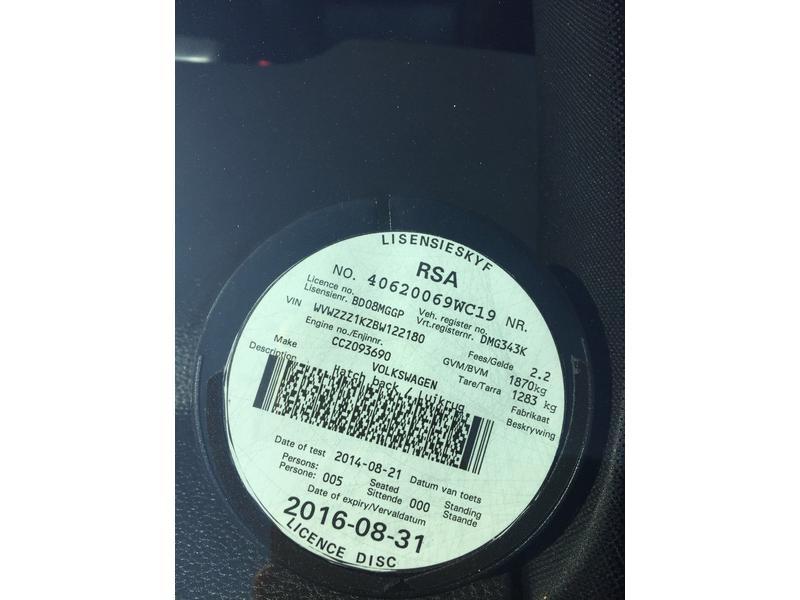 LISENSIESKYF
RSA
NO. 40620069WC19 NR.
Licence no. Veh. register no.
Lisensienr. BD08MGGP Vrt.registernr. DMG343K
VIN WVWZZZ1KZBW122180 Fees/Gelde 2.2
Engine no./Enjinnr. GVM/BVM 1870kg
CCZ093690 Tare/Tarra 1283 kg
Make VOLKSWAGEN Fabrikaat
Description Hatch back / Luikrug Beskrywing
Date of test 2014-08-21 Datum van toets
Persons: Seated Standing
Persone: 005 Sittende 000 Staande
Date of expiry/Vervaldatum
2016-08-31
LICENCE DISC